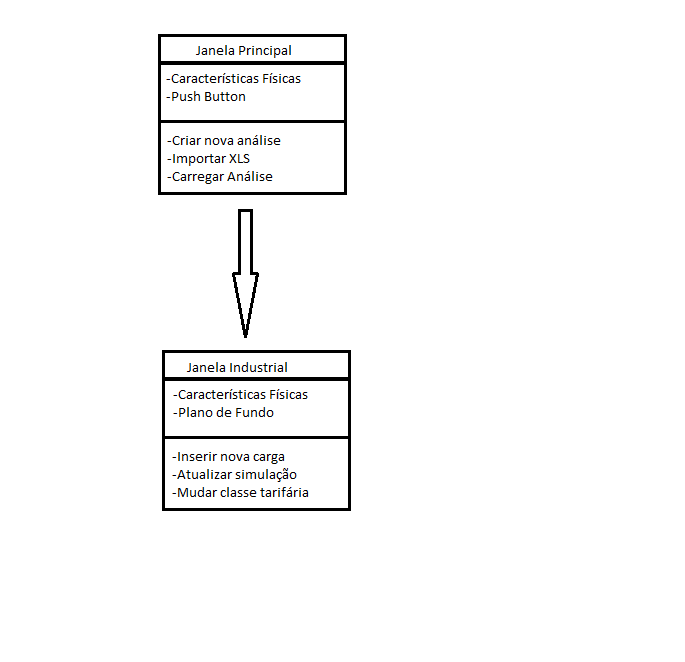 Janela Principal
-Características Físicas
-Push Button
-Criar nova análise
-Importar XLS
-Carregar Análise
Janela Industrial
-Características Físicas
-Plano de Fundo
-Inserir nova carga
-Atualizar simulação
-Mudar classe tarifária